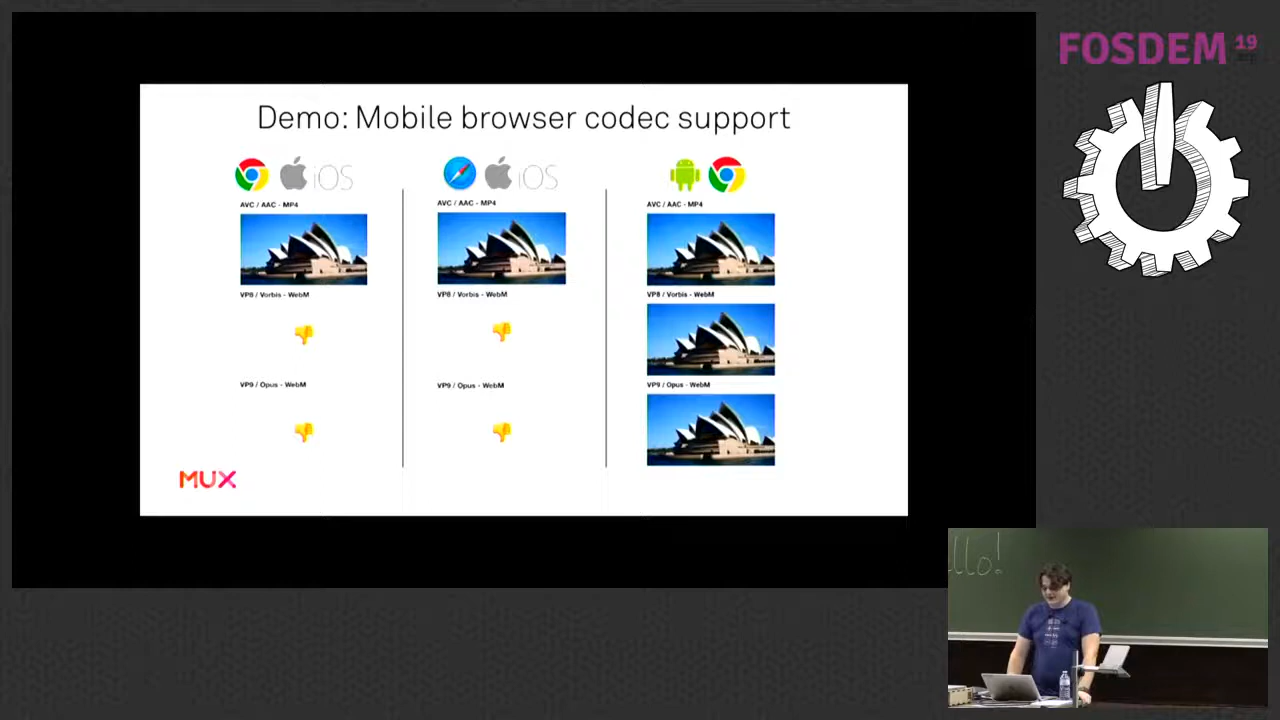 FOSDEM 19
Demo: Mobile browser codec support
iOS
iOS
AVC / AAC - MP4
AVC / AAC - MP4
AVC / AAC - MP4
VP8 / Vorbis - WebM
VP8 / Vorbis - WebM
VP8 / Vorbis - WebM
VP9 / Opus - WebM
VP9 / Opus - WebM
VP9 / Opus - WebM
MUX
llo!